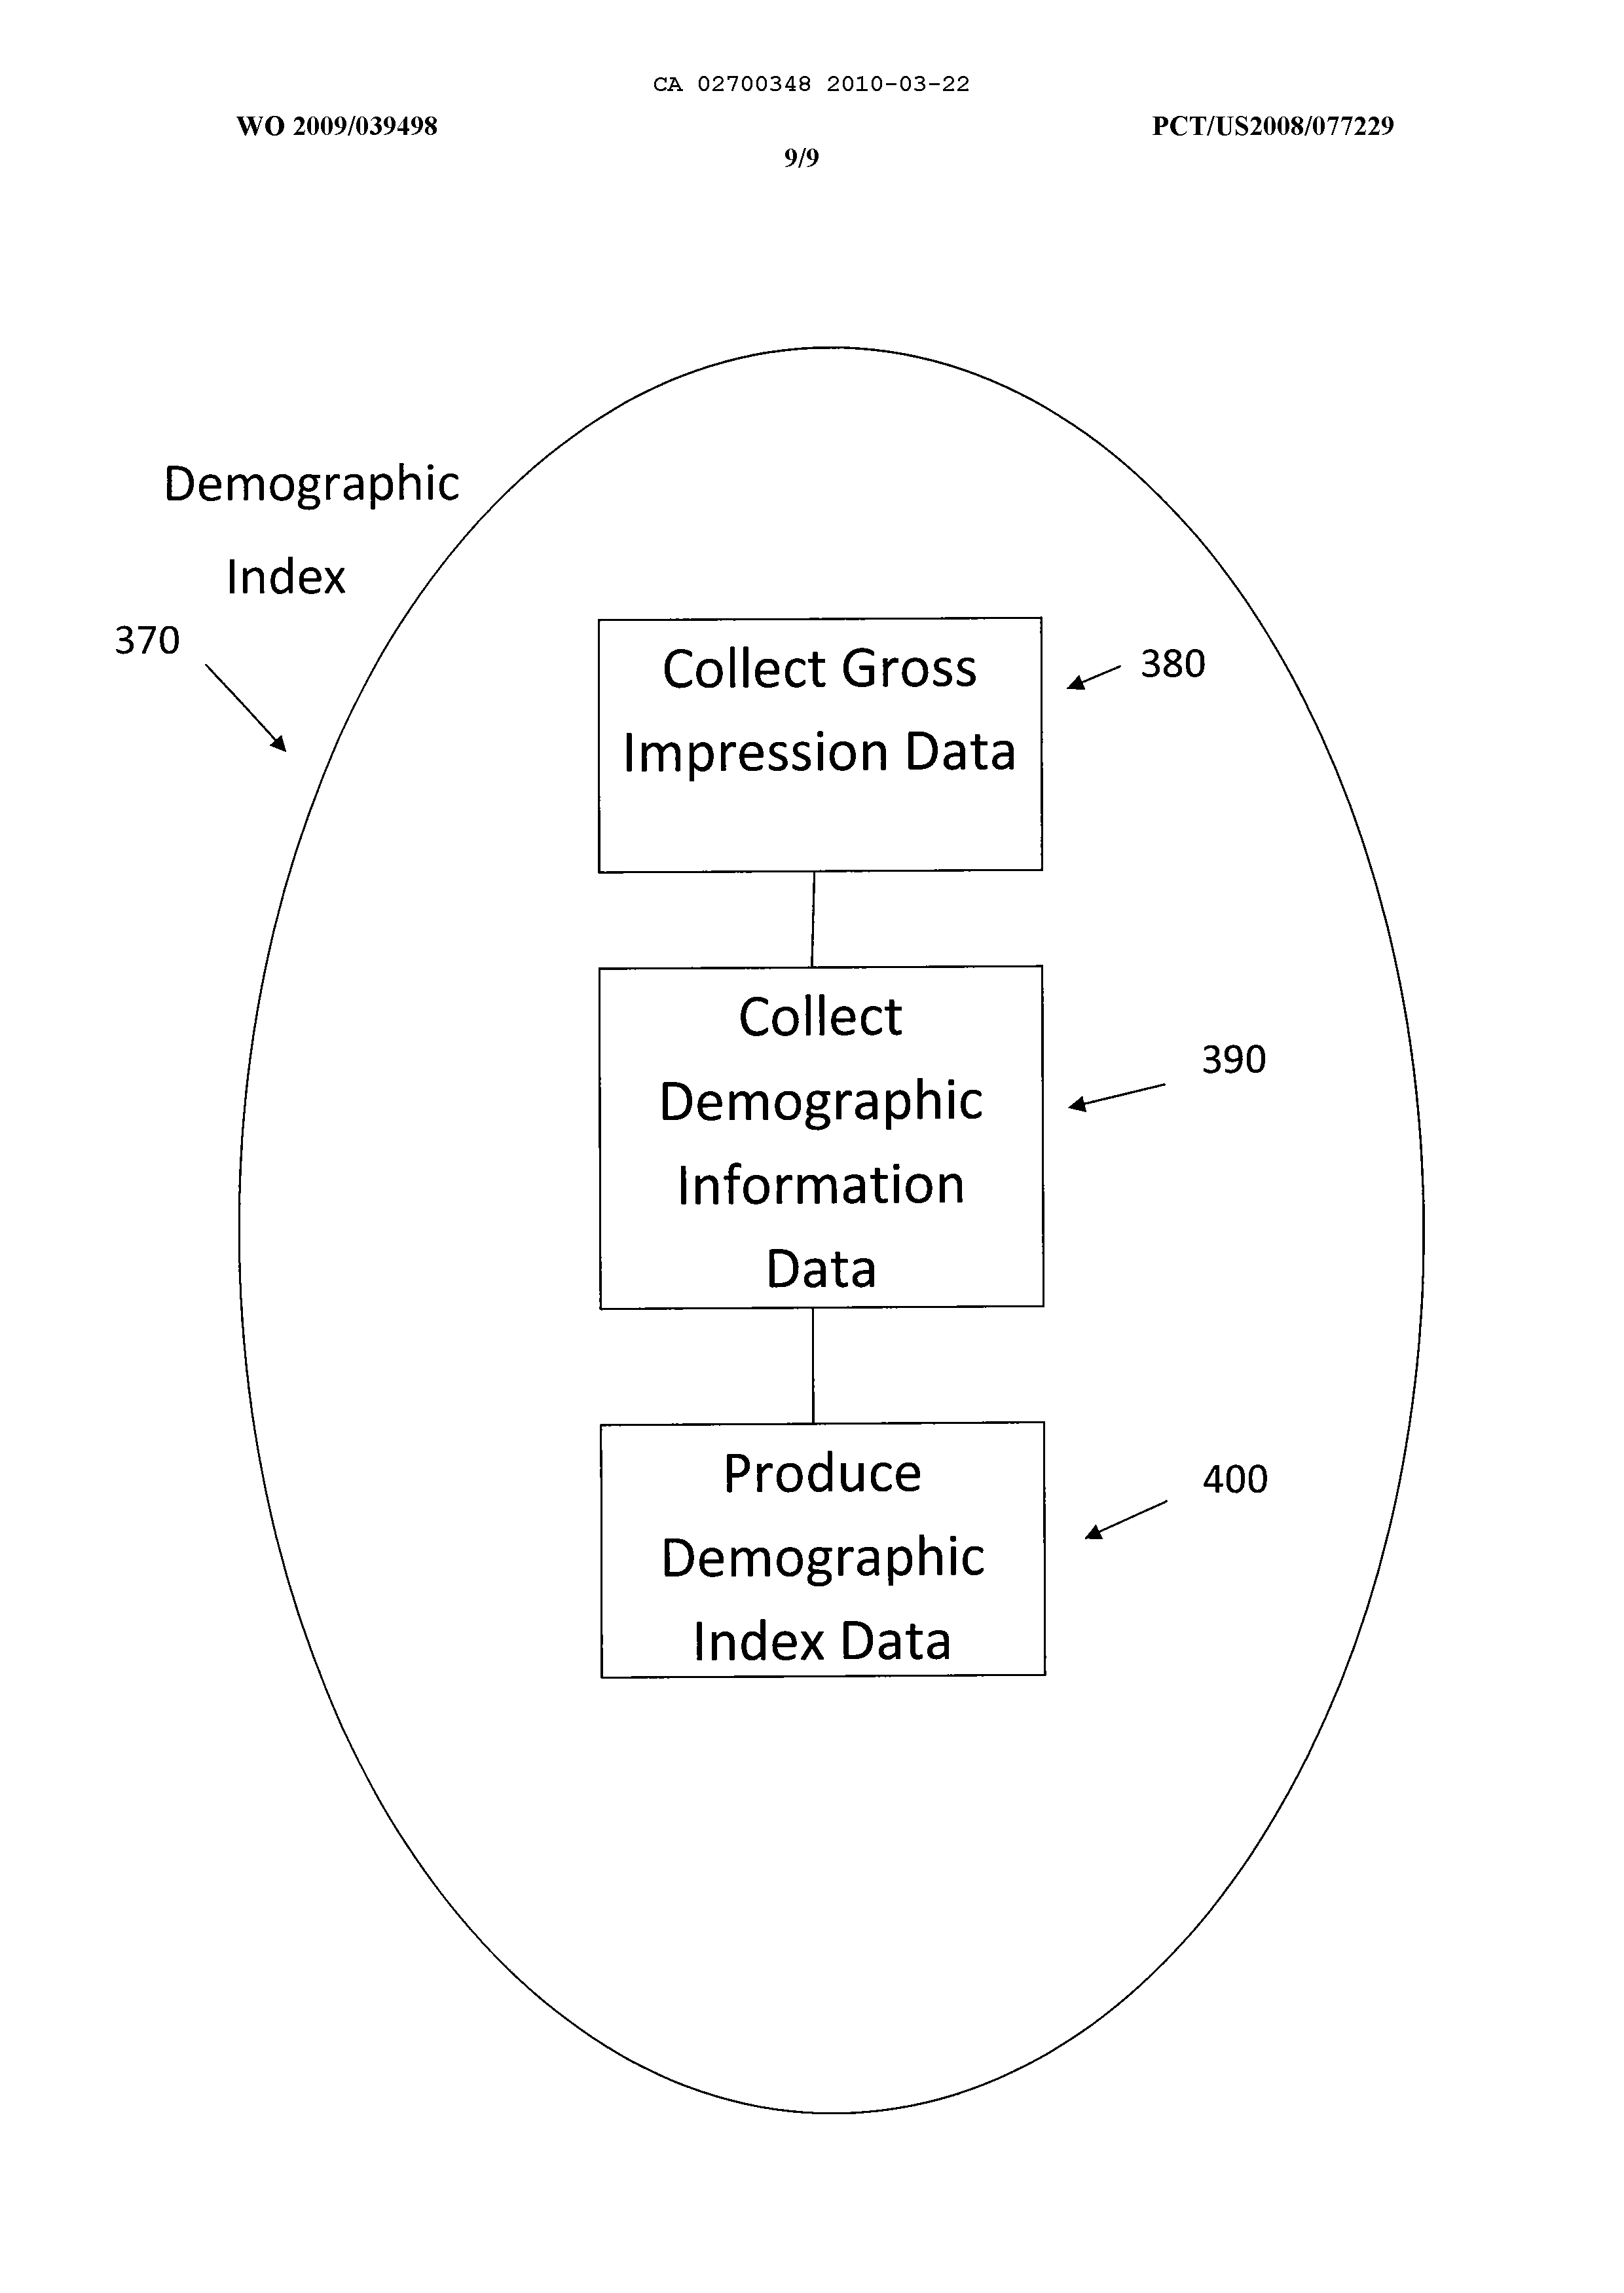 CA 02700348 2010-03-22
WO 2009/039498
PCT/US2008/077229
9/9
Demographic
Index
370
Collect Gross
Impression Data
380
Collect
Demographic
Information
Data
390
Produce
Demographic
Index Data
400